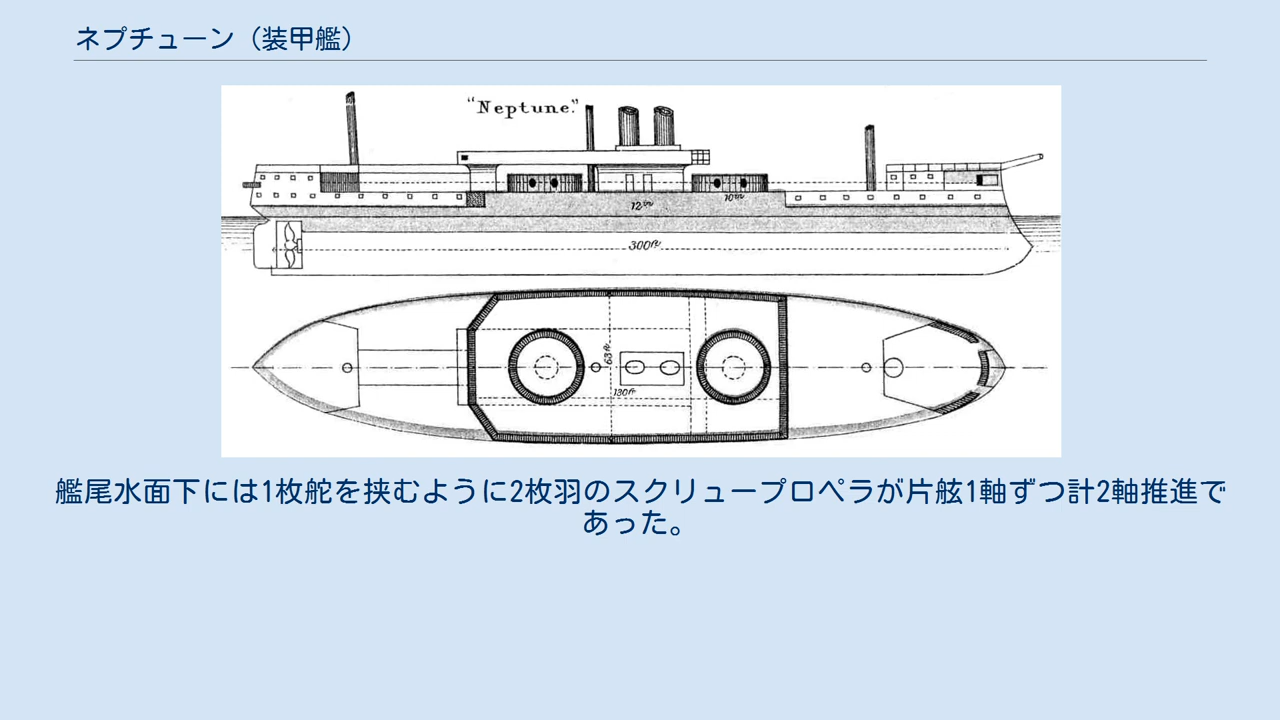 ネプチューン（装甲艦）
“Neptune.”
12in
10in
300ft.
63ft
130ft
艦尾水面下には1枚舵を挟むように2枚羽のスクリュープロペラが片舷1軸ずつ計2軸推進で
あった。